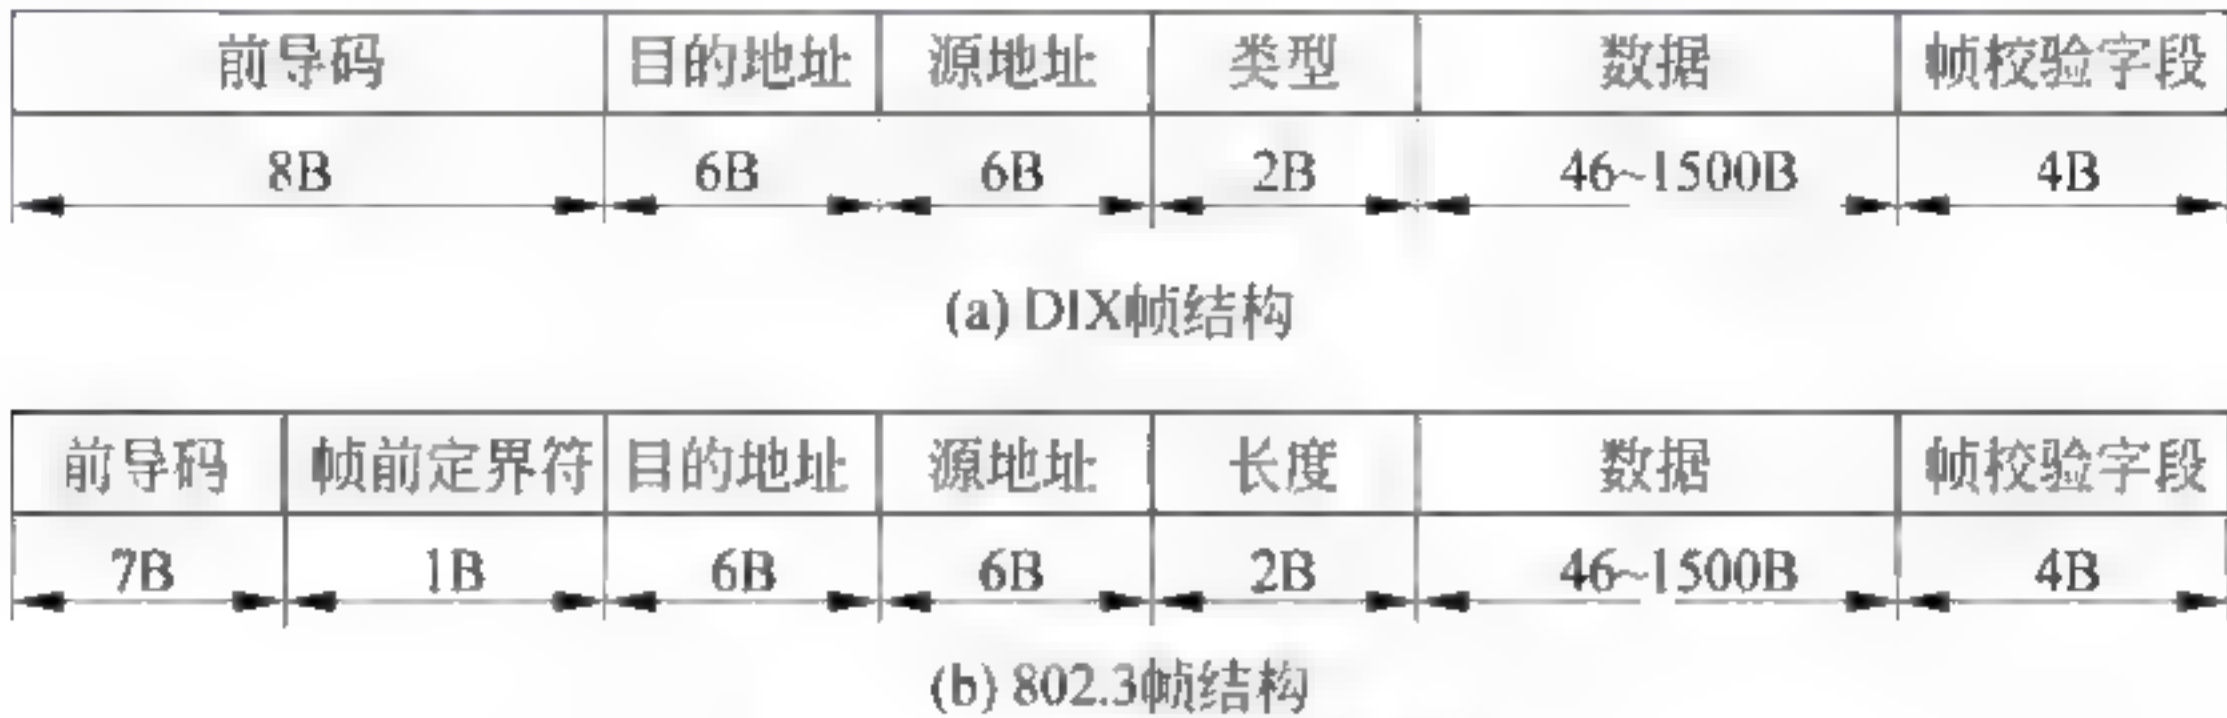 前导码 目的地址 源地址 类型 数据 帧校验字段
8B 6B 6B 2B 46~1500B 4B
(a) DIX帧结构
前导码 帧前定界符 目的地址 源地址 长度 数据 帧校验字段
7B 1B 6B 6B 2B 46~1500B 4B
(b) 802.3帧结构